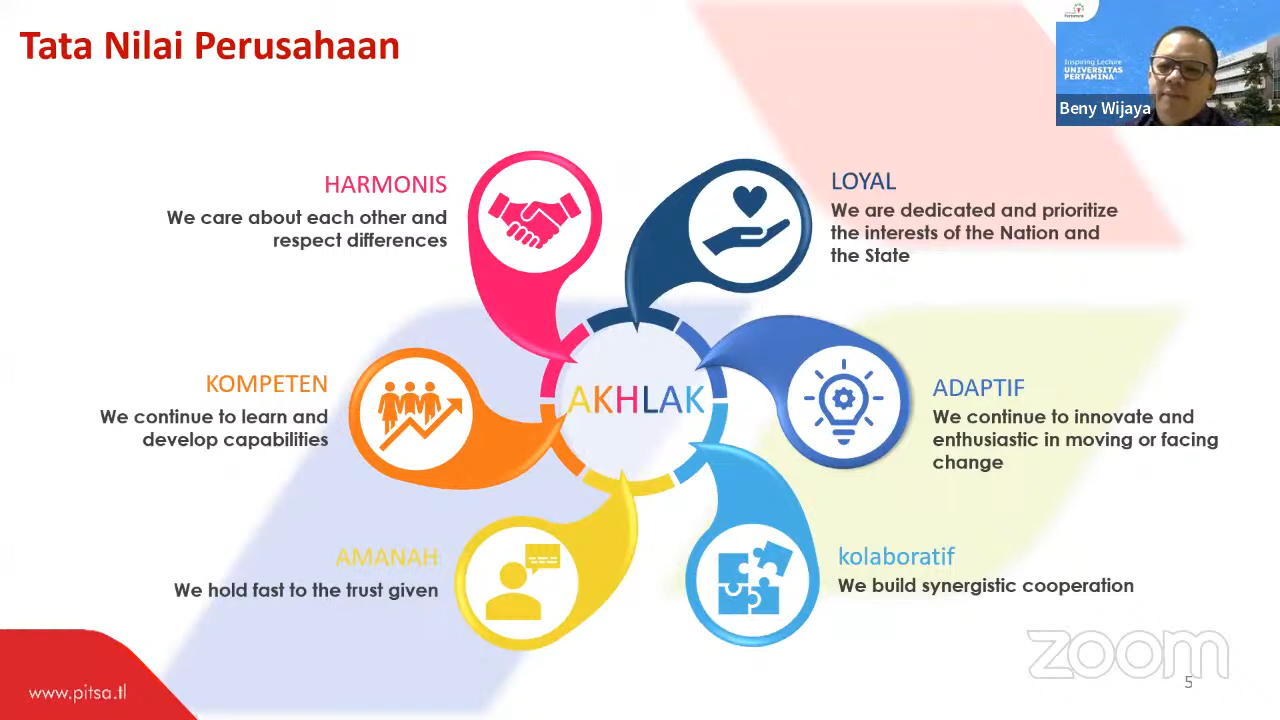 Tata Nilai Perusahaan
Inspiring Lecture
UNIVERSITAS
PERTAMINA
Beny Wijaya
HARMONIS
We care about each other and
respect differences
LOYAL
We are dedicated and prioritize
the interests of the Nation and
the State
KOMPETEN
We continue to learn and
develop capabilities
AKHLAK
ADAPTIF
We continue to innovate and
enthusiastic in moving or facing
change
AMANAH
We hold fast to the trust given
kolaboratif
We build synergistic cooperation
zoom
www.pitsa.tl
5